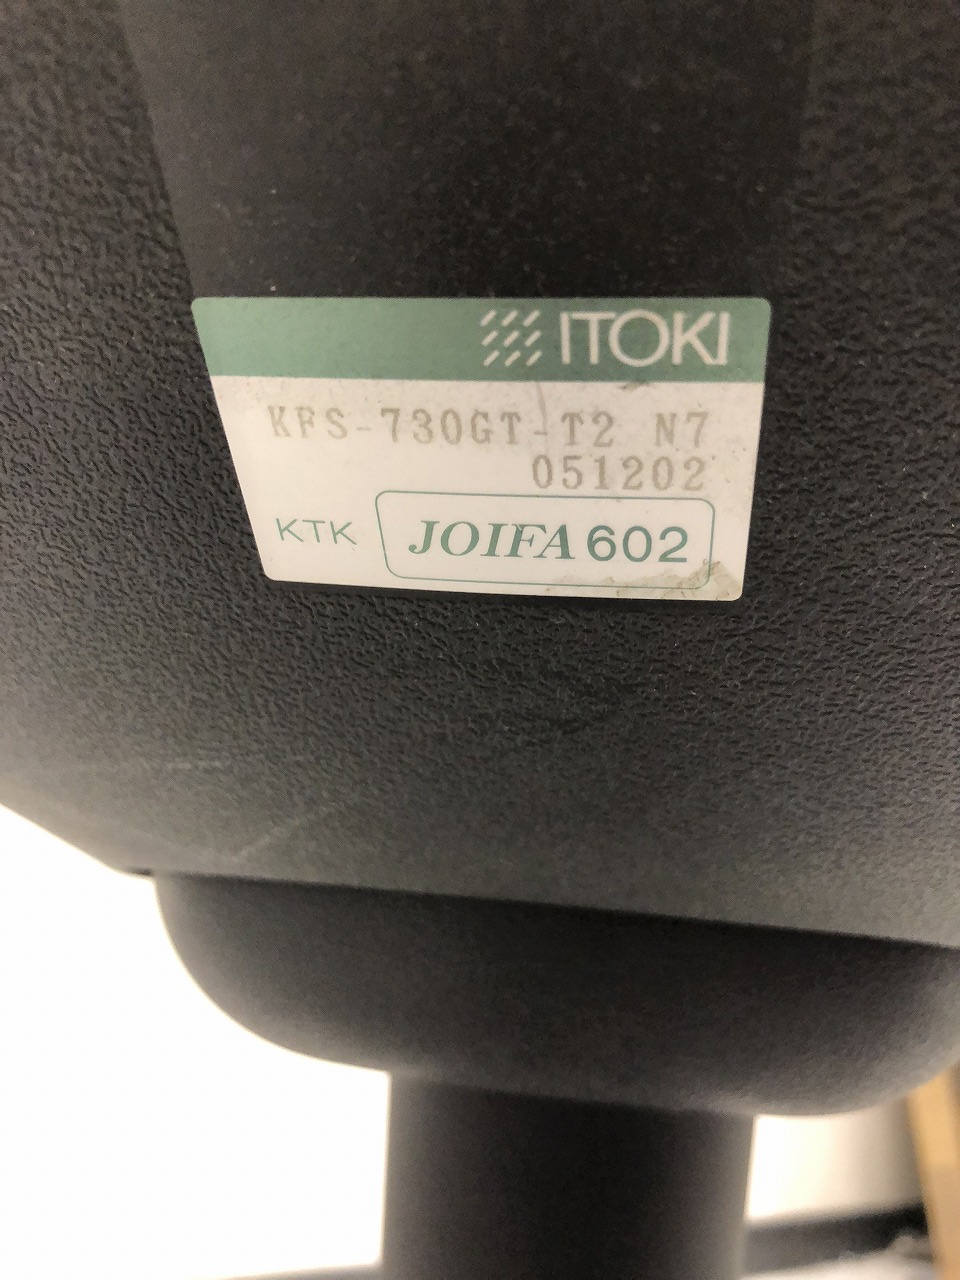 ITOKI
KFS-730GT-T2 N7
051202
KTK JOIFA 602